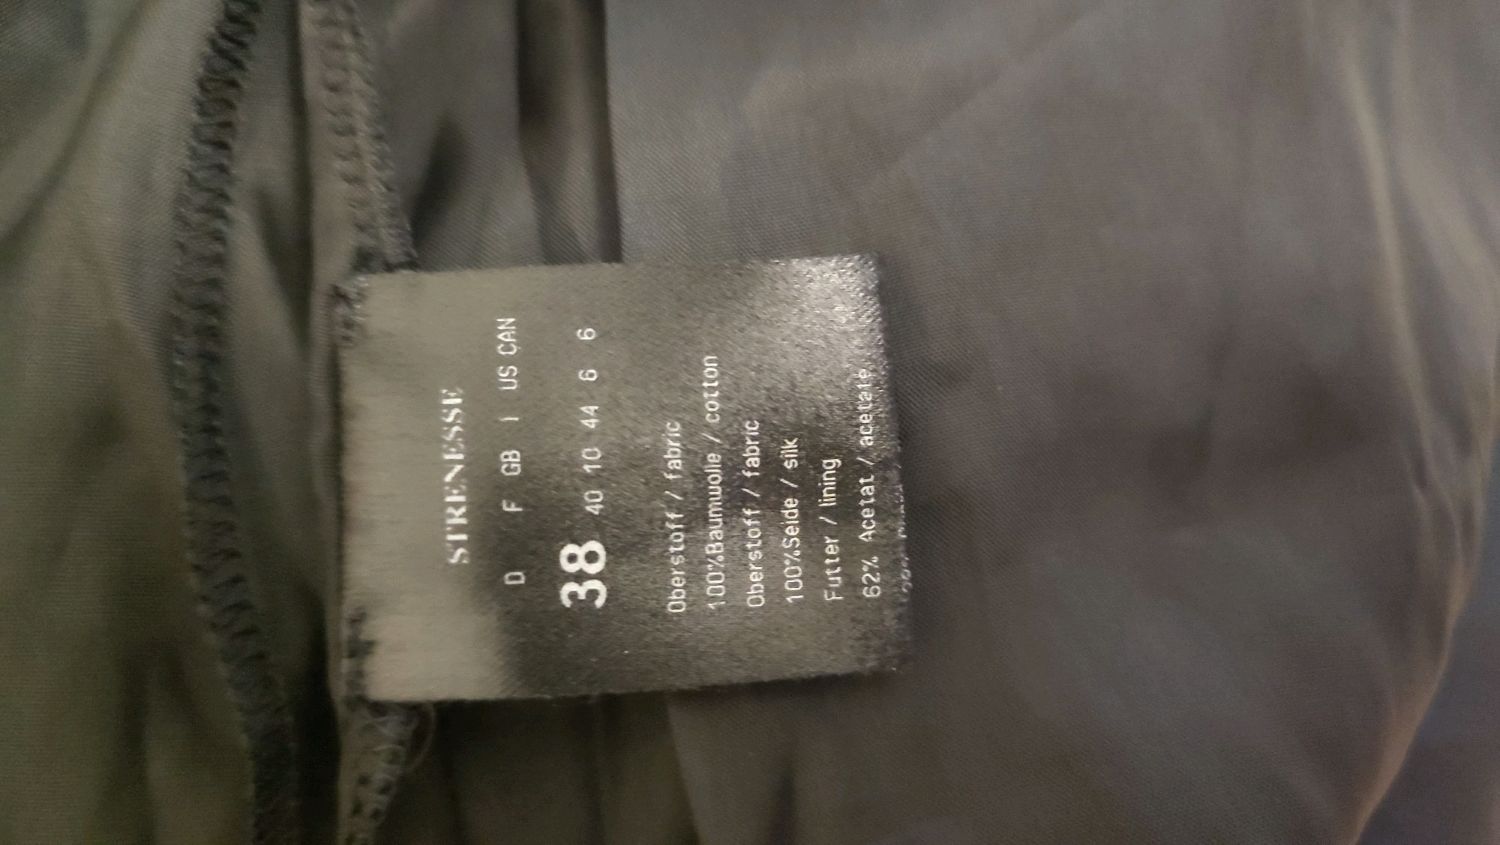 STRENESSE
D F GB I US CAN
38 40 10 44 6 6
Oberstoff / fabric
100%Baumwolle / cotton
Oberstoff / fabric
100%Seide / silk
Futter / lining
62% Acetat / acetate